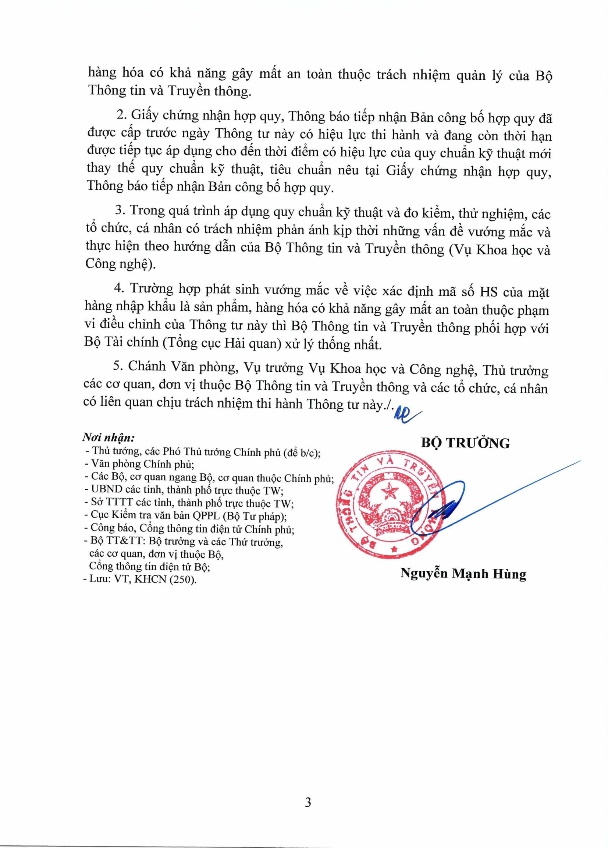 hàng hóa có khả năng gây mất an toàn thuộc trách nhiệm quản lý của Bộ
Thông tin và Truyền thông.
2. Giấy chứng nhận hợp quy, Thông báo tiếp nhận Bản công bố hợp quy đã
được cấp trước ngày Thông tư này có hiệu lực thi hành và đang còn thời hạn
được tiếp tục áp dụng cho đến thời điểm có hiệu lực của quy chuẩn kỹ thuật mới
thay thế quy chuẩn kỹ thuật, tiêu chuẩn nêu tại Giấy chứng nhận hợp quy,
Thông báo tiếp nhận Bản công bố hợp quy.
3. Trong quá trình áp dụng quy chuẩn kỹ thuật và đo kiểm, thử nghiệm, các
tổ chức, cá nhân có trách nhiệm phản ánh kịp thời những vấn đề vướng mắc và
thực hiện theo hướng dẫn của Bộ Thông tin và Truyền thông (Vụ Khoa học và
Công nghệ).
4. Trường hợp phát sinh vướng mắc về việc xác định mã số HS của mặt
hàng nhập khẩu là sản phẩm, hàng hóa có khả năng gây mất an toàn thuộc phạm
vi điều chỉnh của Thông tư này thì Bộ Thông tin và Truyền thông phối hợp với
Bộ Tài chính (Tổng cục Hải quan) xử lý thống nhất.
5. Chánh Văn phòng, Vụ trưởng Vụ Khoa học và Công nghệ, Thủ trưởng
các cơ quan, đơn vị thuộc Bộ Thông tin và Truyền thông và các tổ chức, cá nhân
có liên quan chịu trách nhiệm thi hành Thông tư này./.
Nơi nhận:
- Thủ tướng, các Phó Thủ tướng Chính phủ (để b/c);
- Văn phòng Chính phủ;
- Các Bộ, cơ quan ngang Bộ, cơ quan thuộc Chính phủ;
- UBND các tỉnh, thành phố trực thuộc TW;
- Sở TTTT các tỉnh, thành phố trực thuộc TW;
- Cục Kiểm tra văn bản QPPL (Bộ Tư pháp);
- Công báo, Cổng thông tin điện tử Chính phủ;
- Bộ TT&TT: Bộ trưởng và các Thứ trưởng,
các cơ quan, đơn vị thuộc Bộ,
Cổng thông tin điện tử Bộ;
- Lưu: VT, KHCN (250).
BỘ TRƯỞNG
BỘ THÔNG TIN VÀ TRUYỀN THÔNG
Nguyễn Mạnh Hùng
3